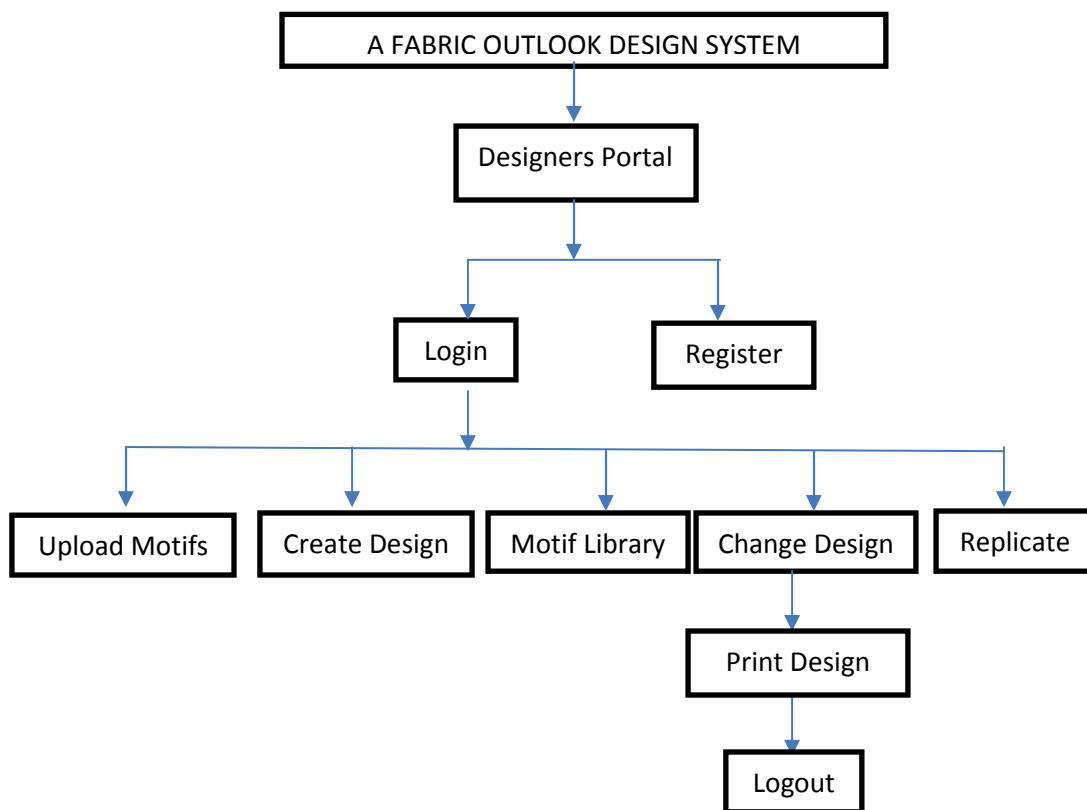 A FABRIC OUTLOOK DESIGN SYSTEM
Designers Portal
Login
Register
Upload Motifs
Create Design
Motif Library
Change Design
Replicate
Print Design
Logout